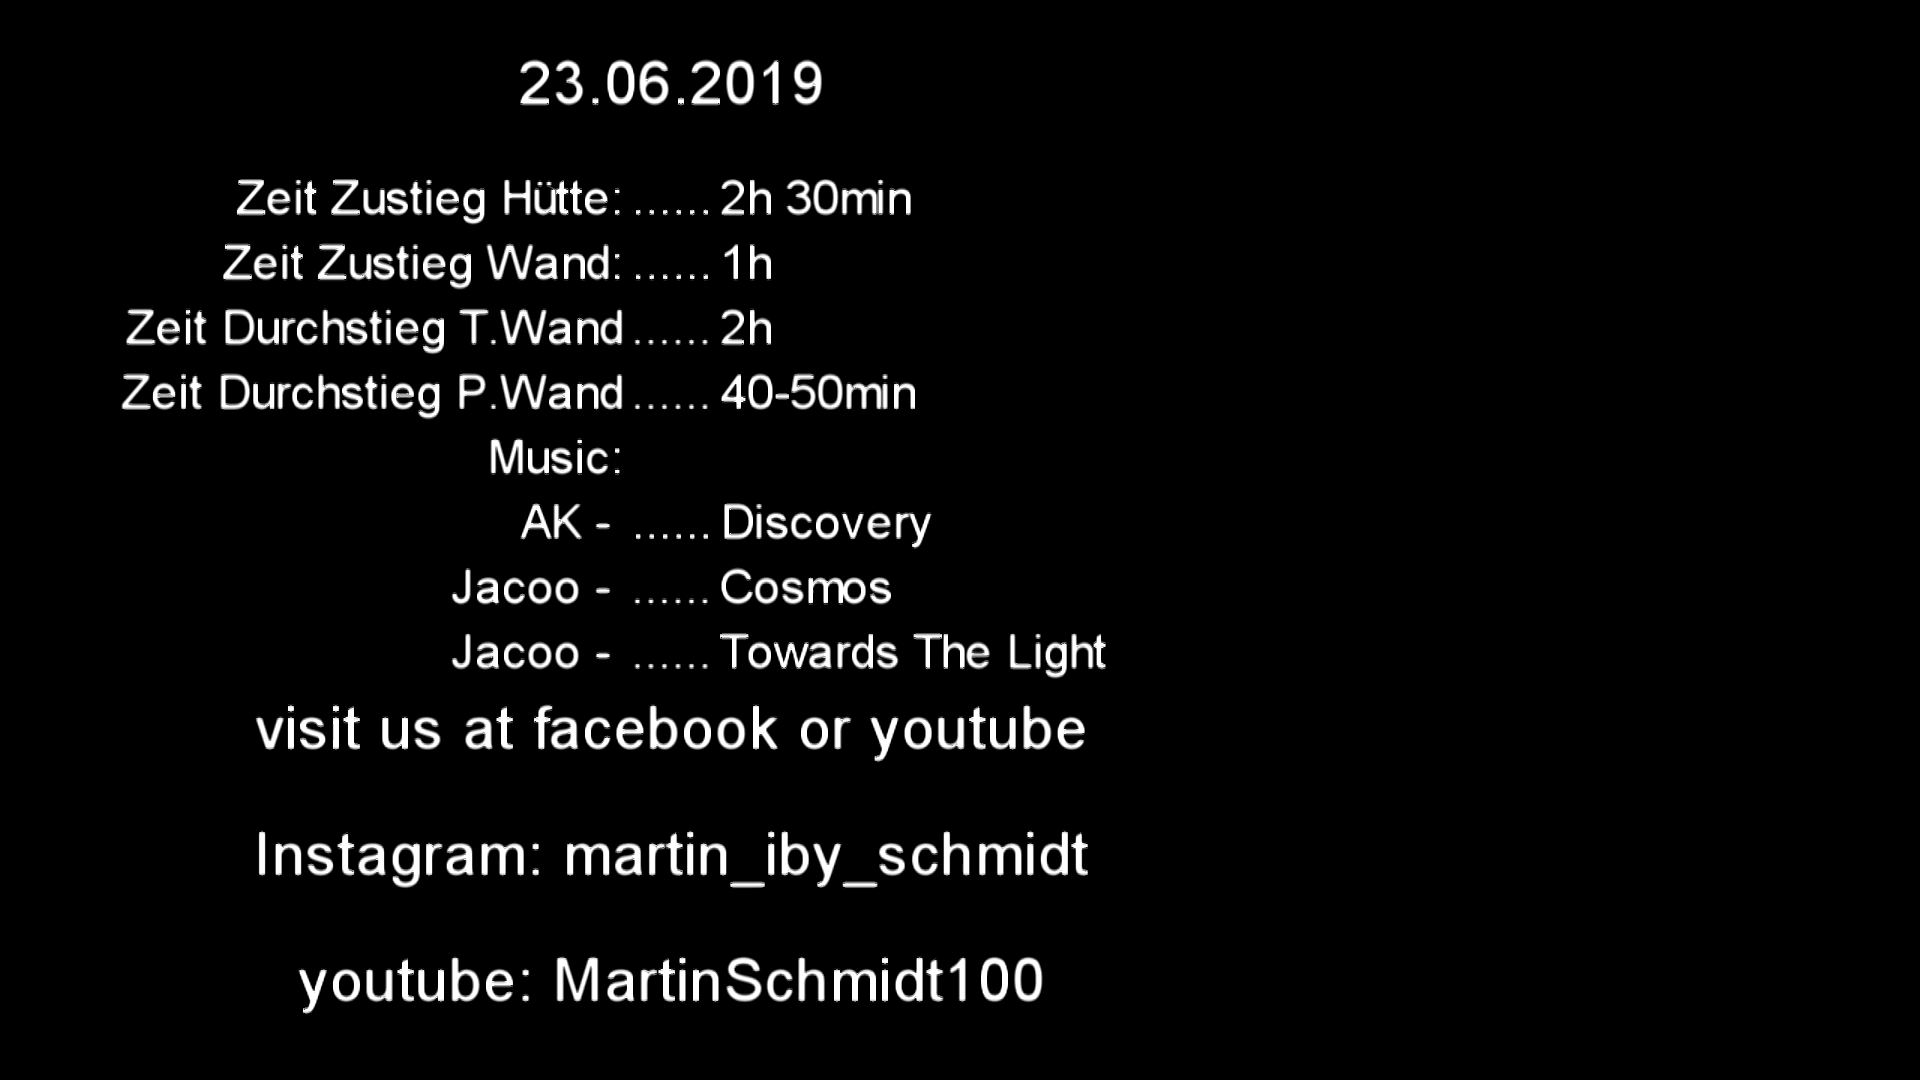 23.06.2019
Zeit Zustieg Hütte: ...... 2h 30min
Zeit Zustieg Wand: ...... 1h
Zeit Durchstieg T.Wand ...... 2h
Zeit Durchstieg P.Wand ...... 40-50min
Music:
AK - ...... Discovery
Jacoo - ...... Cosmos
Jacoo - ...... Towards The Light
visit us at facebook or youtube
Instagram: martin_iby_schmidt
youtube: MartinSchmidt100